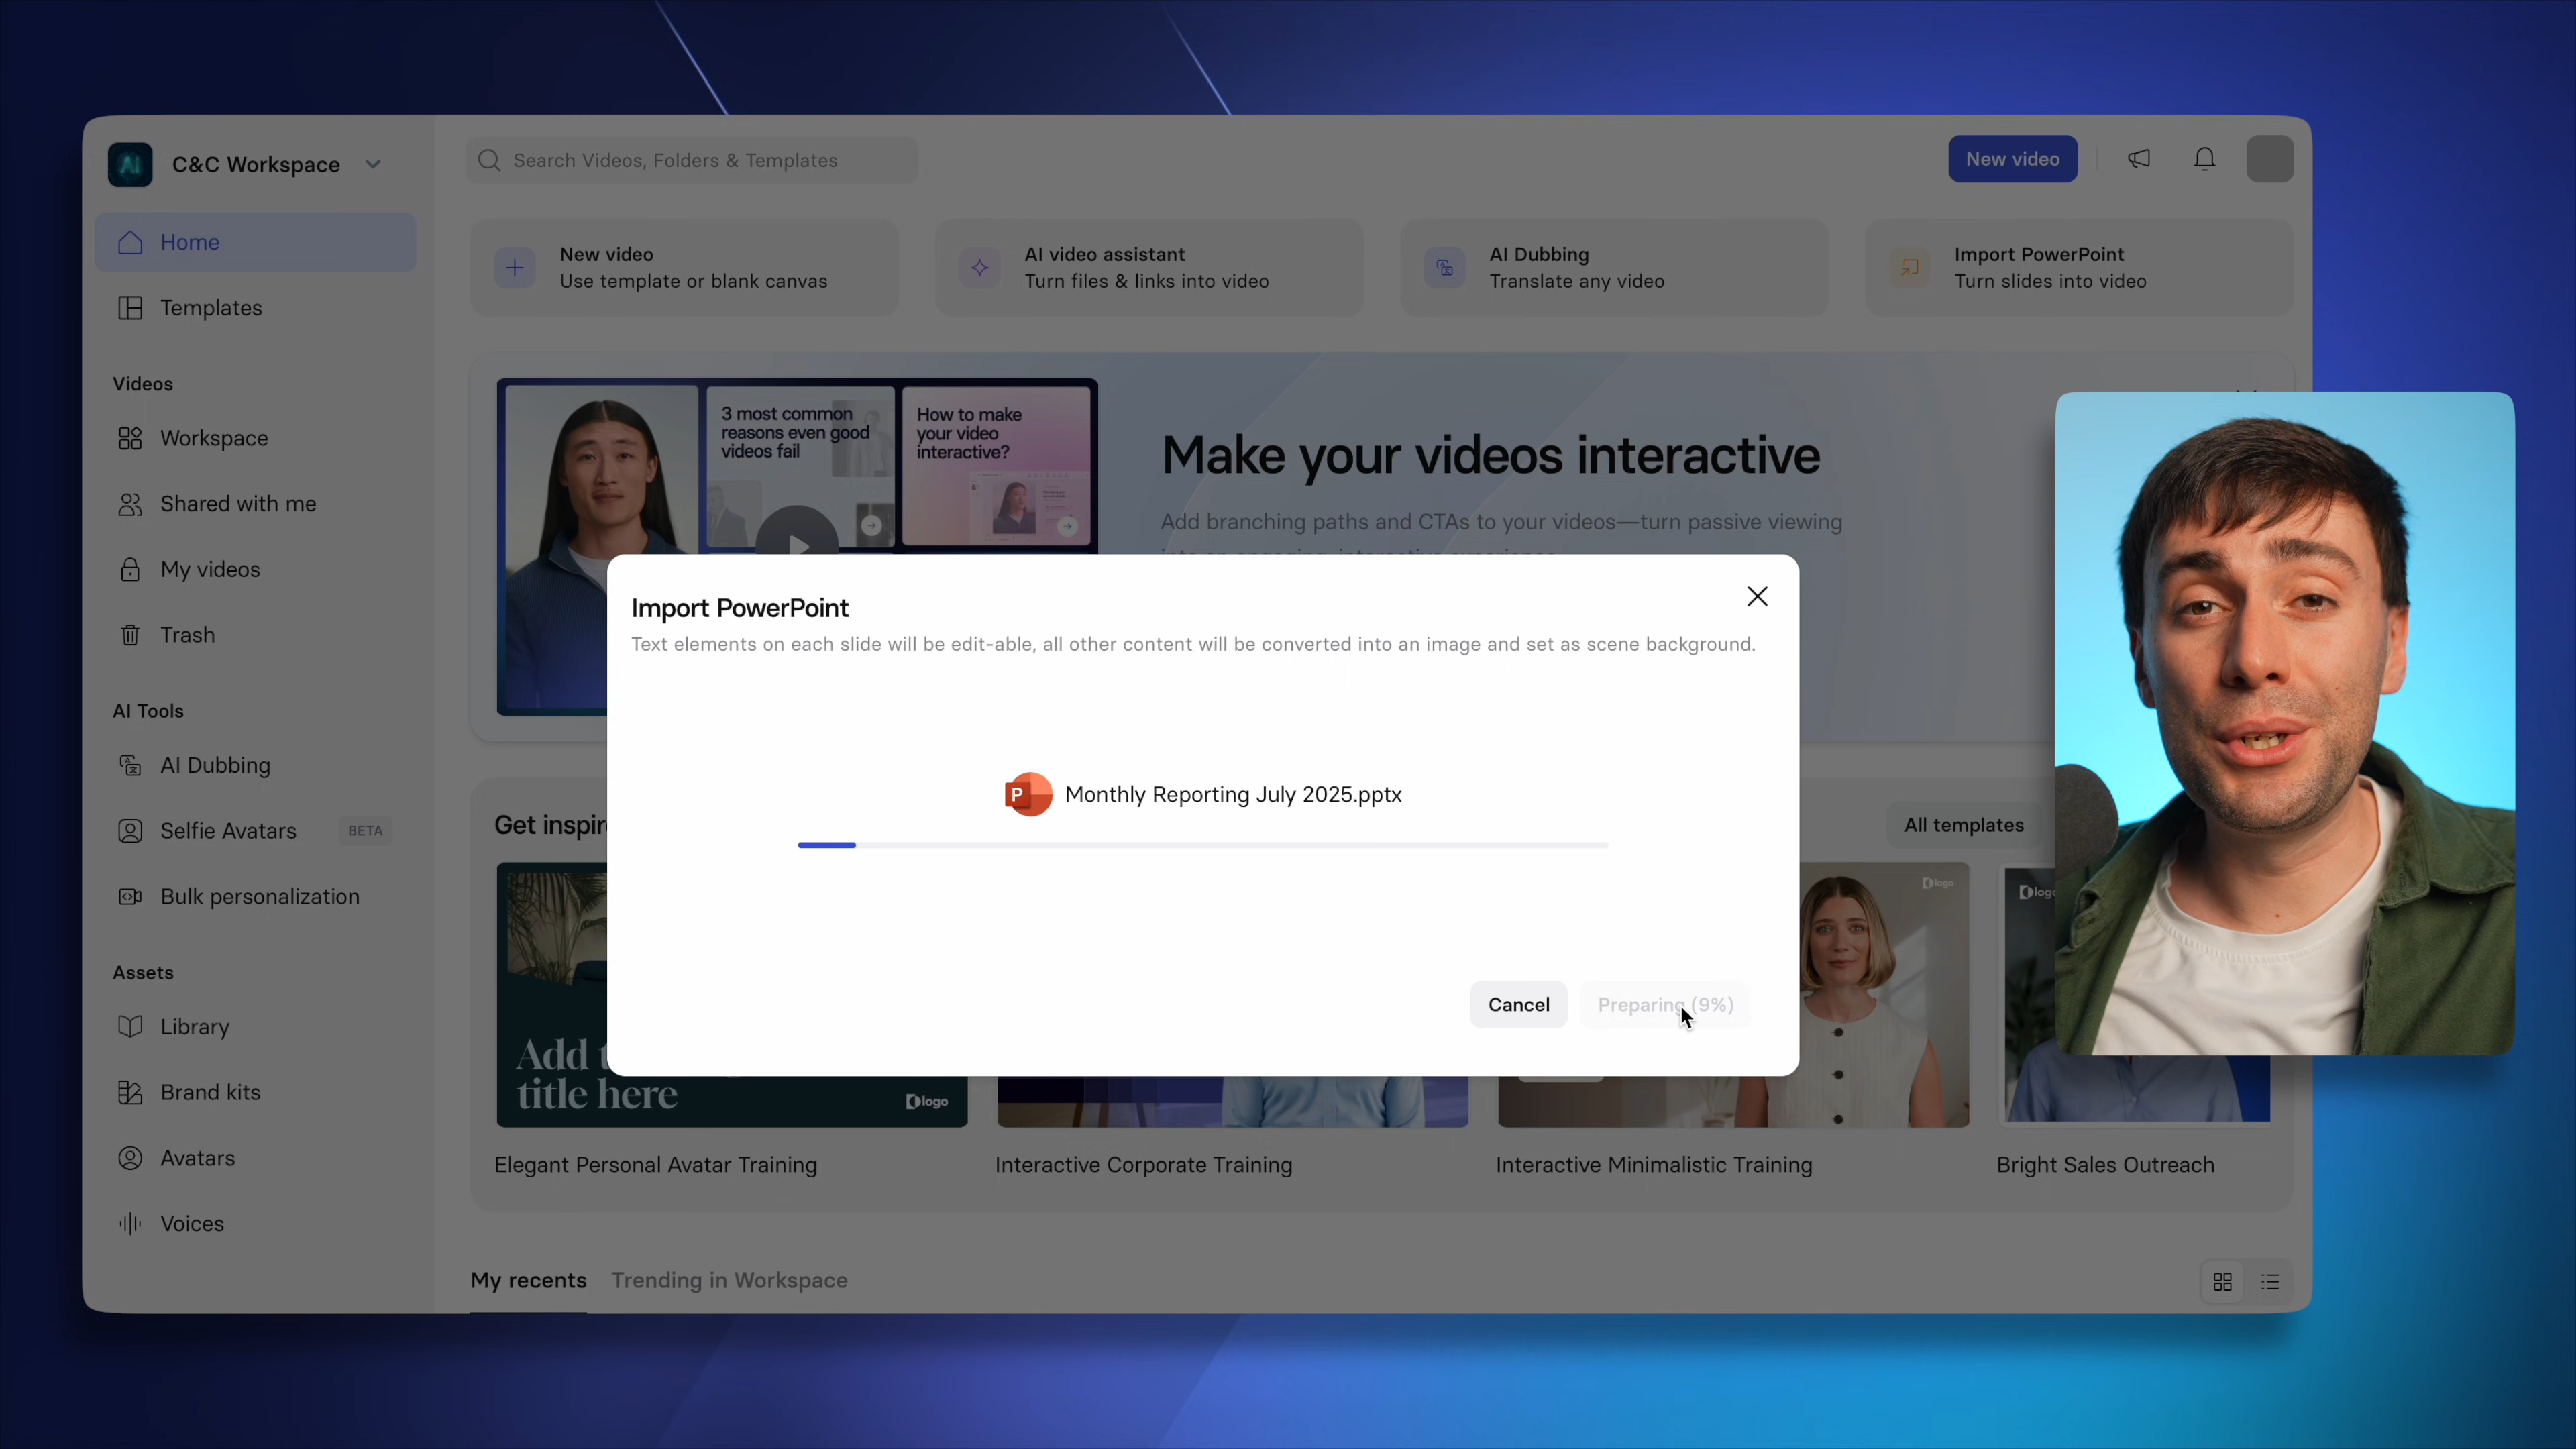 AI
C&C Workspace
Search Videos, Folders & Templates
New video
Home
Templates
Videos
Workspace
Shared with me
My videos
Trash
AI Tools
AI Dubbing
Selfie Avatars
BETA
Bulk personalization
Assets
Library
Brand kits
Avatars
Voices
New video
Use template or blank canvas
AI video assistant
Turn files & links into video
AI Dubbing
Translate any video
Import PowerPoint
Turn slides into video
3 most common
reasons even good
videos fail
How to make
your video
interactive?
Make your videos interactive
Add branching paths and CTAs to your videos—turn passive viewing
Import PowerPoint
Text elements on each slide will be edit-able, all other content will be converted into an image and set as scene background.
P
Monthly Reporting July 2025.pptx
Cancel
Preparing (9%)
Get inspir
All templates
Add t
title here
logo
logo
logo
Elegant Personal Avatar Training
Interactive Corporate Training
Interactive Minimalistic Training
Bright Sales Outreach
My recents
Trending in Workspace